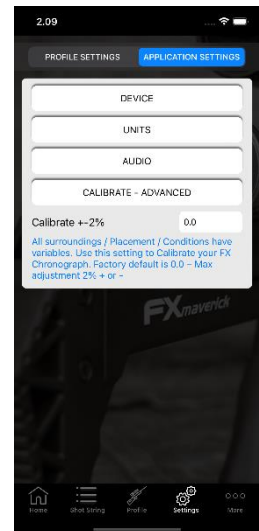 2.09
PROFILE SETTINGS APPLICATION SETTINGS
DEVICE
UNITS
AUDIO
CALIBRATE - ADVANCED
Calibrate +-2% 0.0
All surroundings / Placement / Conditions have
variables. Use this setting to Calibrate your FX
Chronograph. Factory default is 0.0 – Max
adjustment 2% + or –
FXmaverick
Home Shot String Profile Settings More